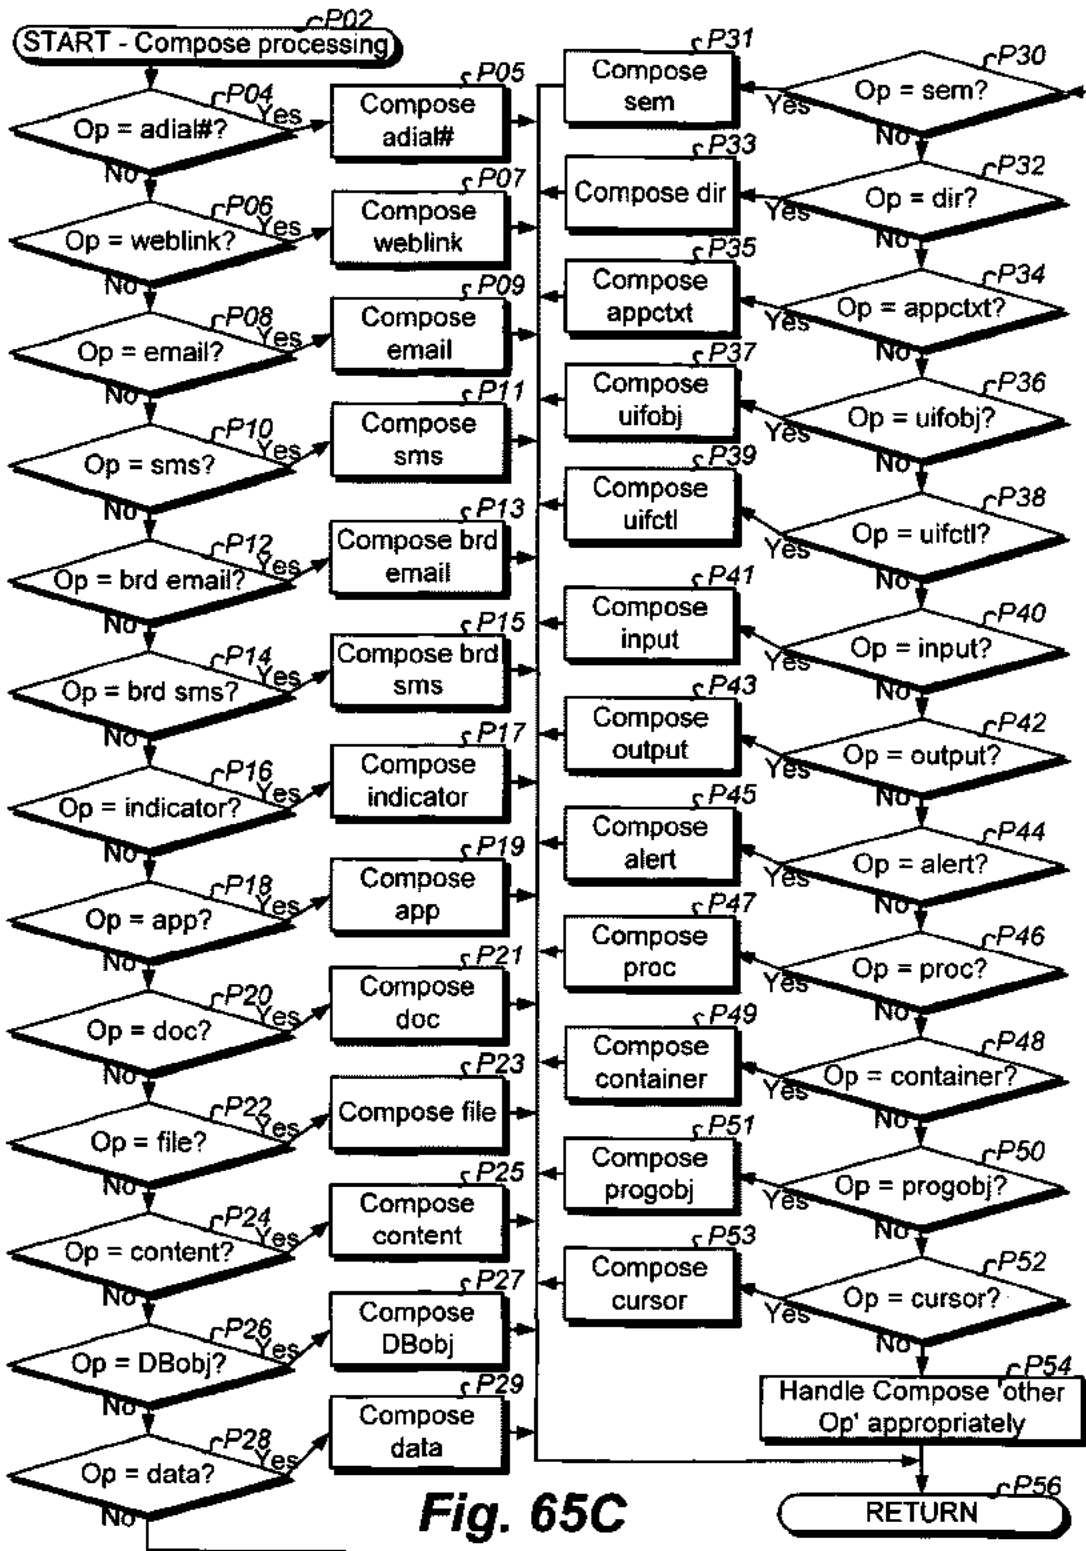 P02
START - Compose processing
P04
Op = adial#?
Yes
No
P05
Compose
adial#
P06
Op = weblink?
Yes
No
P07
Compose
weblink
P08
Op = email?
Yes
No
P09
Compose
email
P10
Op = sms?
Yes
No
P11
Compose
sms
P12
Op = brd email?
Yes
No
P13
Compose brd
email
P14
Op = brd sms?
Yes
No
P15
Compose brd
sms
P16
Op = indicator?
Yes
No
P17
Compose
indicator
P18
Op = app?
Yes
No
P19
Compose
app
P20
Op = doc?
Yes
No
P21
Compose
doc
P22
Op = file?
Yes
No
P23
Compose file
P24
Op = content?
Yes
No
P25
Compose
content
P26
Op = DBobj?
Yes
No
P27
Compose
DBobj
P28
Op = data?
Yes
No
P29
Compose
data
P30
Op = sem?
Yes
No
P31
Compose
sem
P32
Op = dir?
Yes
No
P33
Compose dir
P34
Op = appctxt?
Yes
No
P35
Compose
appctxt
P36
Op = uifobj?
Yes
No
P37
Compose
uifobj
P38
Op = uifctl?
Yes
No
P39
Compose
uifctl
P40
Op = input?
Yes
No
P41
Compose
input
P42
Op = output?
Yes
No
P43
Compose
output
P44
Op = alert?
Yes
No
P45
Compose
alert
P46
Op = proc?
Yes
No
P47
Compose
proc
P48
Op = container?
Yes
No
P49
Compose
container
P50
Op = progobj?
Yes
No
P51
Compose
progobj
P52
Op = cursor?
Yes
No
P53
Compose
cursor
P54
Handle Compose 'other
Op' appropriately
P56
RETURN
Fig. 65C